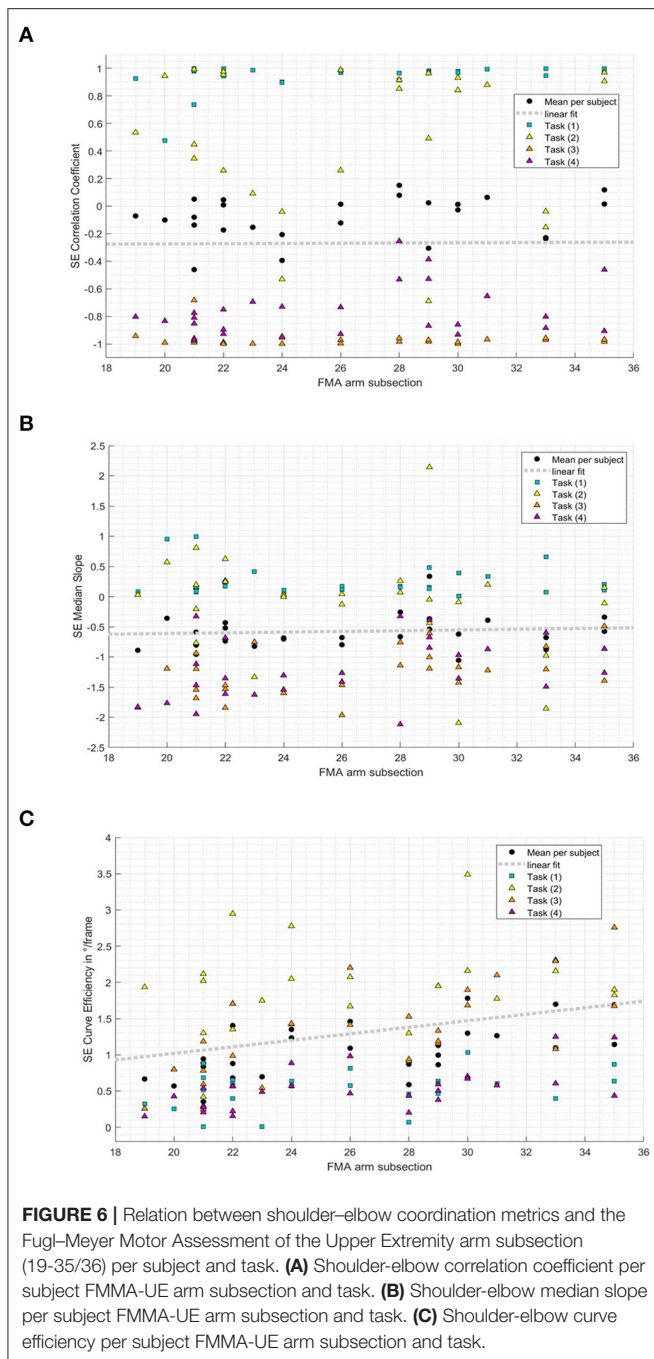 A
1
0.8
0.6
0.4
0.2
0
-0.2
-0.4
-0.6
-0.8
-1
SE Correlation Coefficient
Mean per subject
linear fit
Task (1)
Task (2)
Task (3)
Task (4)
18 20 22 24 26 28 30 32 34 36
FMA arm subsection
B
2.5
2
1.5
1
0.5
0
-0.5
-1
-1.5
-2
-2.5
SE Median Slope
Mean per subject
linear fit
Task (1)
Task (2)
Task (3)
Task (4)
18 20 22 24 26 28 30 32 34 36
FMA arm subsection
C
4
3.5
3
2.5
2
1.5
1
0.5
0
SE Curve Efficiency in °/frame
Mean per subject
linear fit
Task (1)
Task (2)
Task (3)
Task (4)
18 20 22 24 26 28 30 32 34 36
FMA arm subsection
FIGURE 6 | Relation between shoulder–elbow coordination metrics and the
Fugl–Meyer Motor Assessment of the Upper Extremity arm subsection
(19-35/36) per subject and task. (A) Shoulder-elbow correlation coefficient per
subject FMMA-UE arm subsection and task. (B) Shoulder-elbow median slope
per subject FMMA-UE arm subsection and task. (C) Shoulder-elbow curve
efficiency per subject FMMA-UE arm subsection and task.